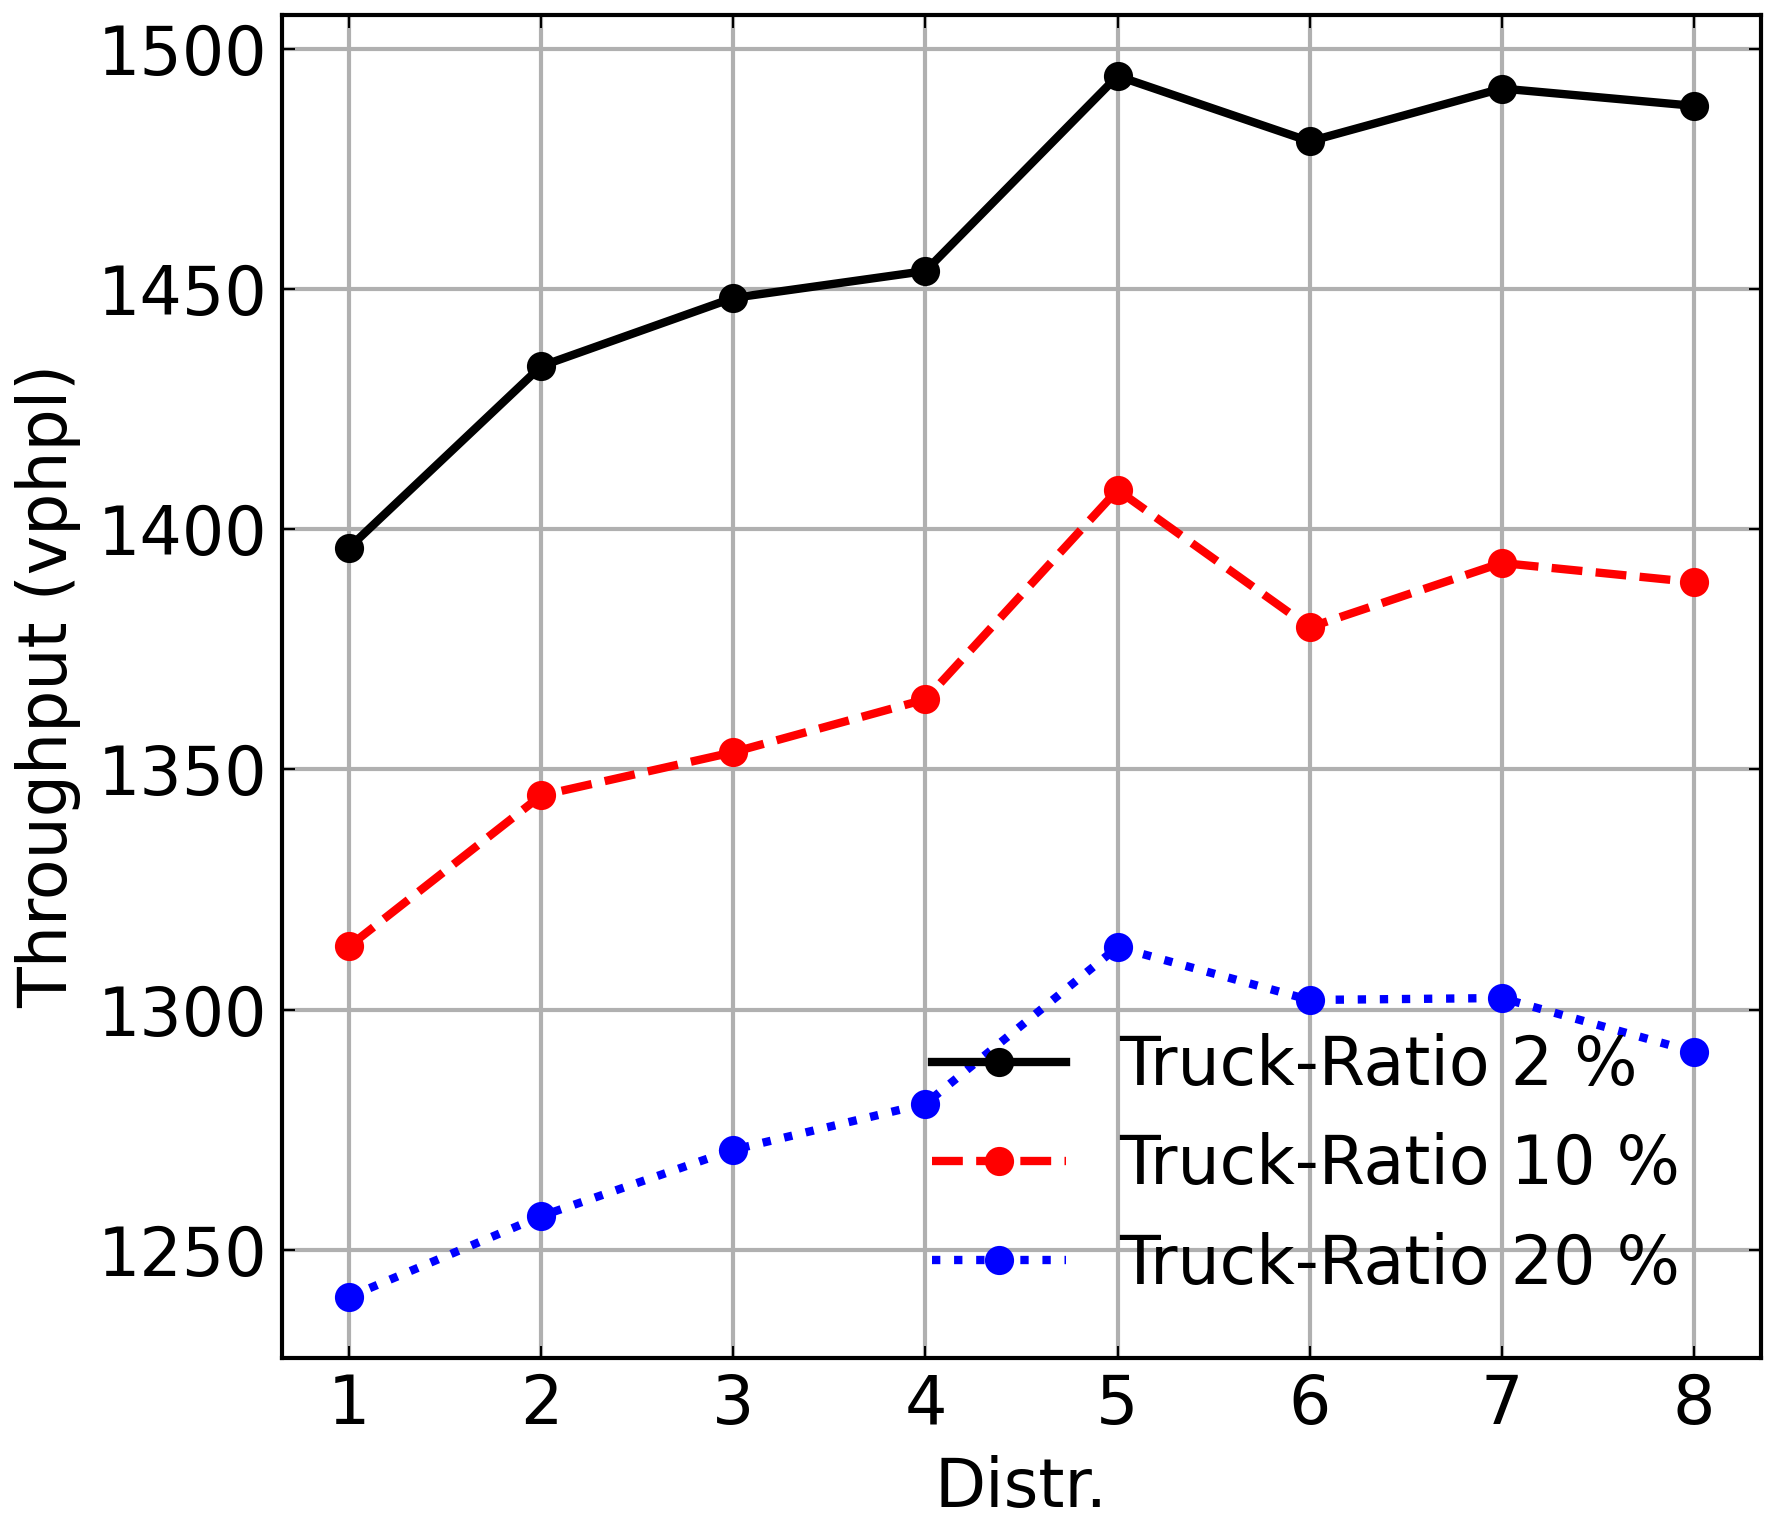 1500
1450
1400
1350
1300
1250
Throughput (vphpl)
Truck-Ratio 2 %
Truck-Ratio 10 %
Truck-Ratio 20 %
1 2 3 4 5 6 7 8
Distr.